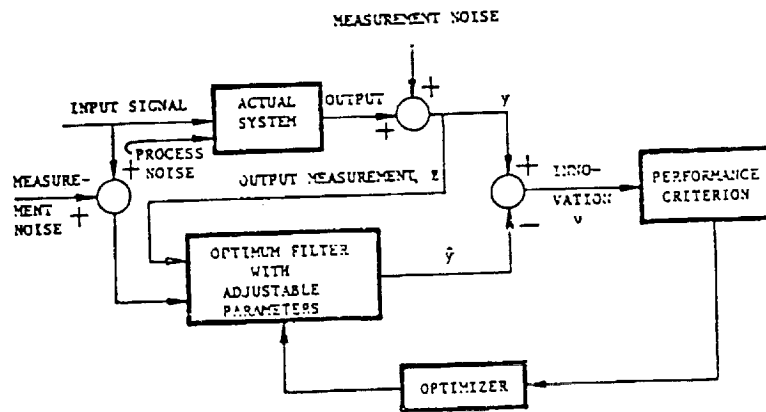 MEASUREMENT NOISE
INPUT SIGNAL
ACTUAL
SYSTEM
OUTPUT
+
+
y
+
PROCESS
NOISE
MEASURE-
MENT
NOISE
+
+
OUTPUT MEASUREMENT, Z
+
-
INNO-
VATION
ν
PERFORMANCE
CRITERION
OPTIMUM FILTER
WITH
ADJUSTABLE
PARAMETERS
ŷ
OPTIMIZER